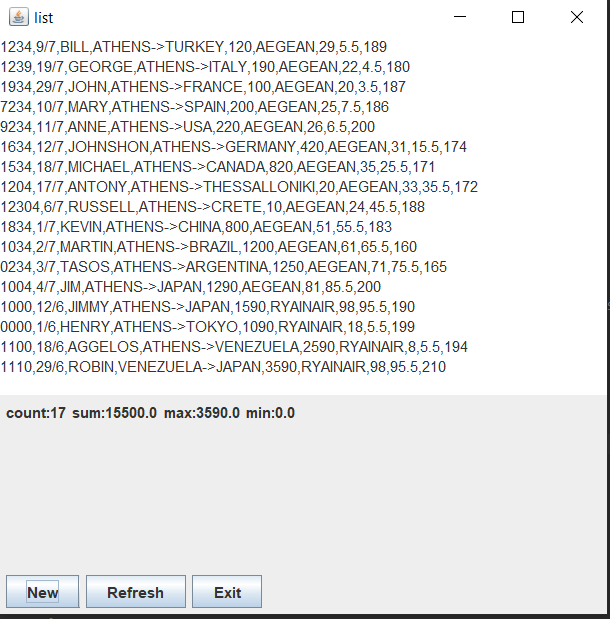 list
1234,9/7,BILL,ATHENS->TURKEY,120,AEGEAN,29,5.5,189
1239,19/7,GEORGE,ATHENS->ITALY,190,AEGEAN,22,4.5,180
1934,29/7,JOHN,ATHENS->FRANCE,100,AEGEAN,20,3.5,187
7234,10/7,MARY,ATHENS->SPAIN,200,AEGEAN,25,7.5,186
9234,11/7,ANNE,ATHENS->USA,220,AEGEAN,26,6.5,200
1634,12/7,JOHNSHON,ATHENS->GERMANY,420,AEGEAN,31,15.5,174
1534,18/7,MICHAEL,ATHENS->CANADA,820,AEGEAN,35,25.5,171
1204,17/7,ANTONY,ATHENS->THESSALLONIKI,20,AEGEAN,33,35.5,172
12304,6/7,RUSSELL,ATHENS->CRETE,10,AEGEAN,24,45.5,188
1834,1/7,KEVIN,ATHENS->CHINA,800,AEGEAN,51,55.5,183
1034,2/7,MARTIN,ATHENS->BRAZIL,1200,AEGEAN,61,65.5,160
0234,3/7,TASOS,ATHENS->ARGENTINA,1250,AEGEAN,71,75.5,165
1004,4/7,JIM,ATHENS->JAPAN,1290,AEGEAN,81,85.5,200
1000,12/6,JIMMY,ATHENS->JAPAN,1590,RYAINAIR,98,95.5,190
0000,1/6,HENRY,ATHENS->TOKYO,1090,RYAINAIR,18,5.5,199
1100,18/6,AGGELOS,ATHENS->VENEZUELA,2590,RYAINAIR,8,5.5,194
1110,29/6,ROBIN,VENEZUELA->JAPAN,3590,RYAINAIR,98,95.5,210
count:17 sum:15500.0 max:3590.0 min:0.0
New Refresh Exit